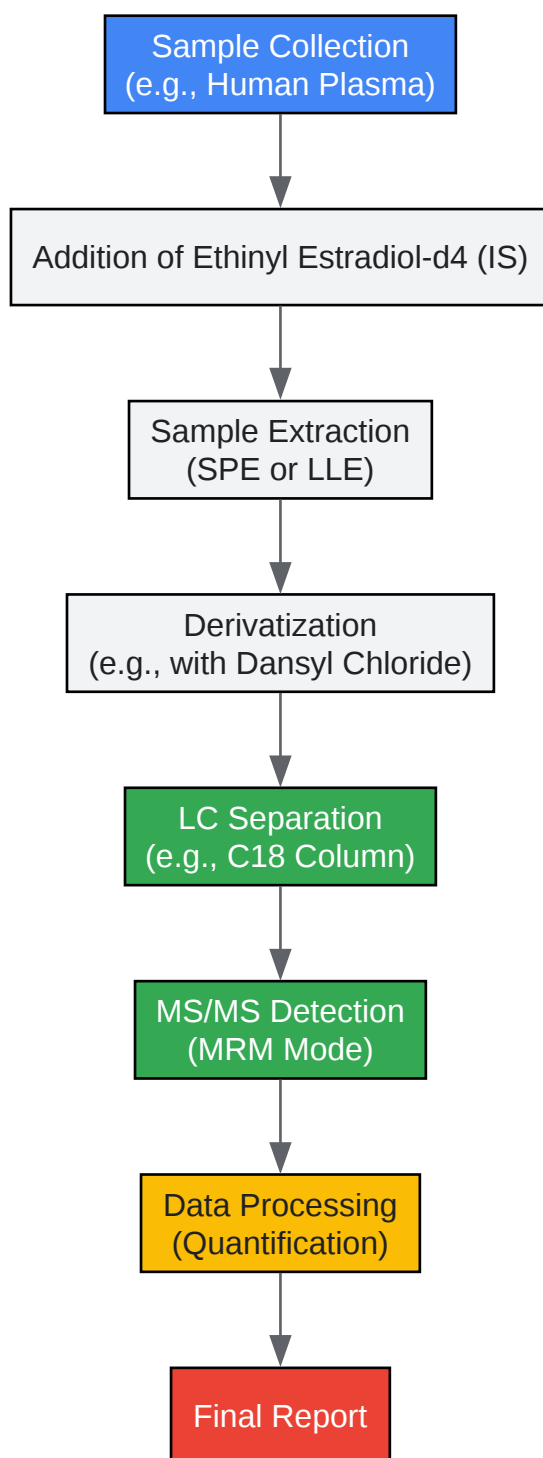 Sample Collection
(e.g., Human Plasma)
Addition of Ethinyl Estradiol-d4 (IS)
Sample Extraction
(SPE or LLE)
Derivatization
(e.g., with Dansyl Chloride)
LC Separation
(e.g., C18 Column)
MS/MS Detection
(MRM Mode)
Data Processing
(Quantification)
Final Report